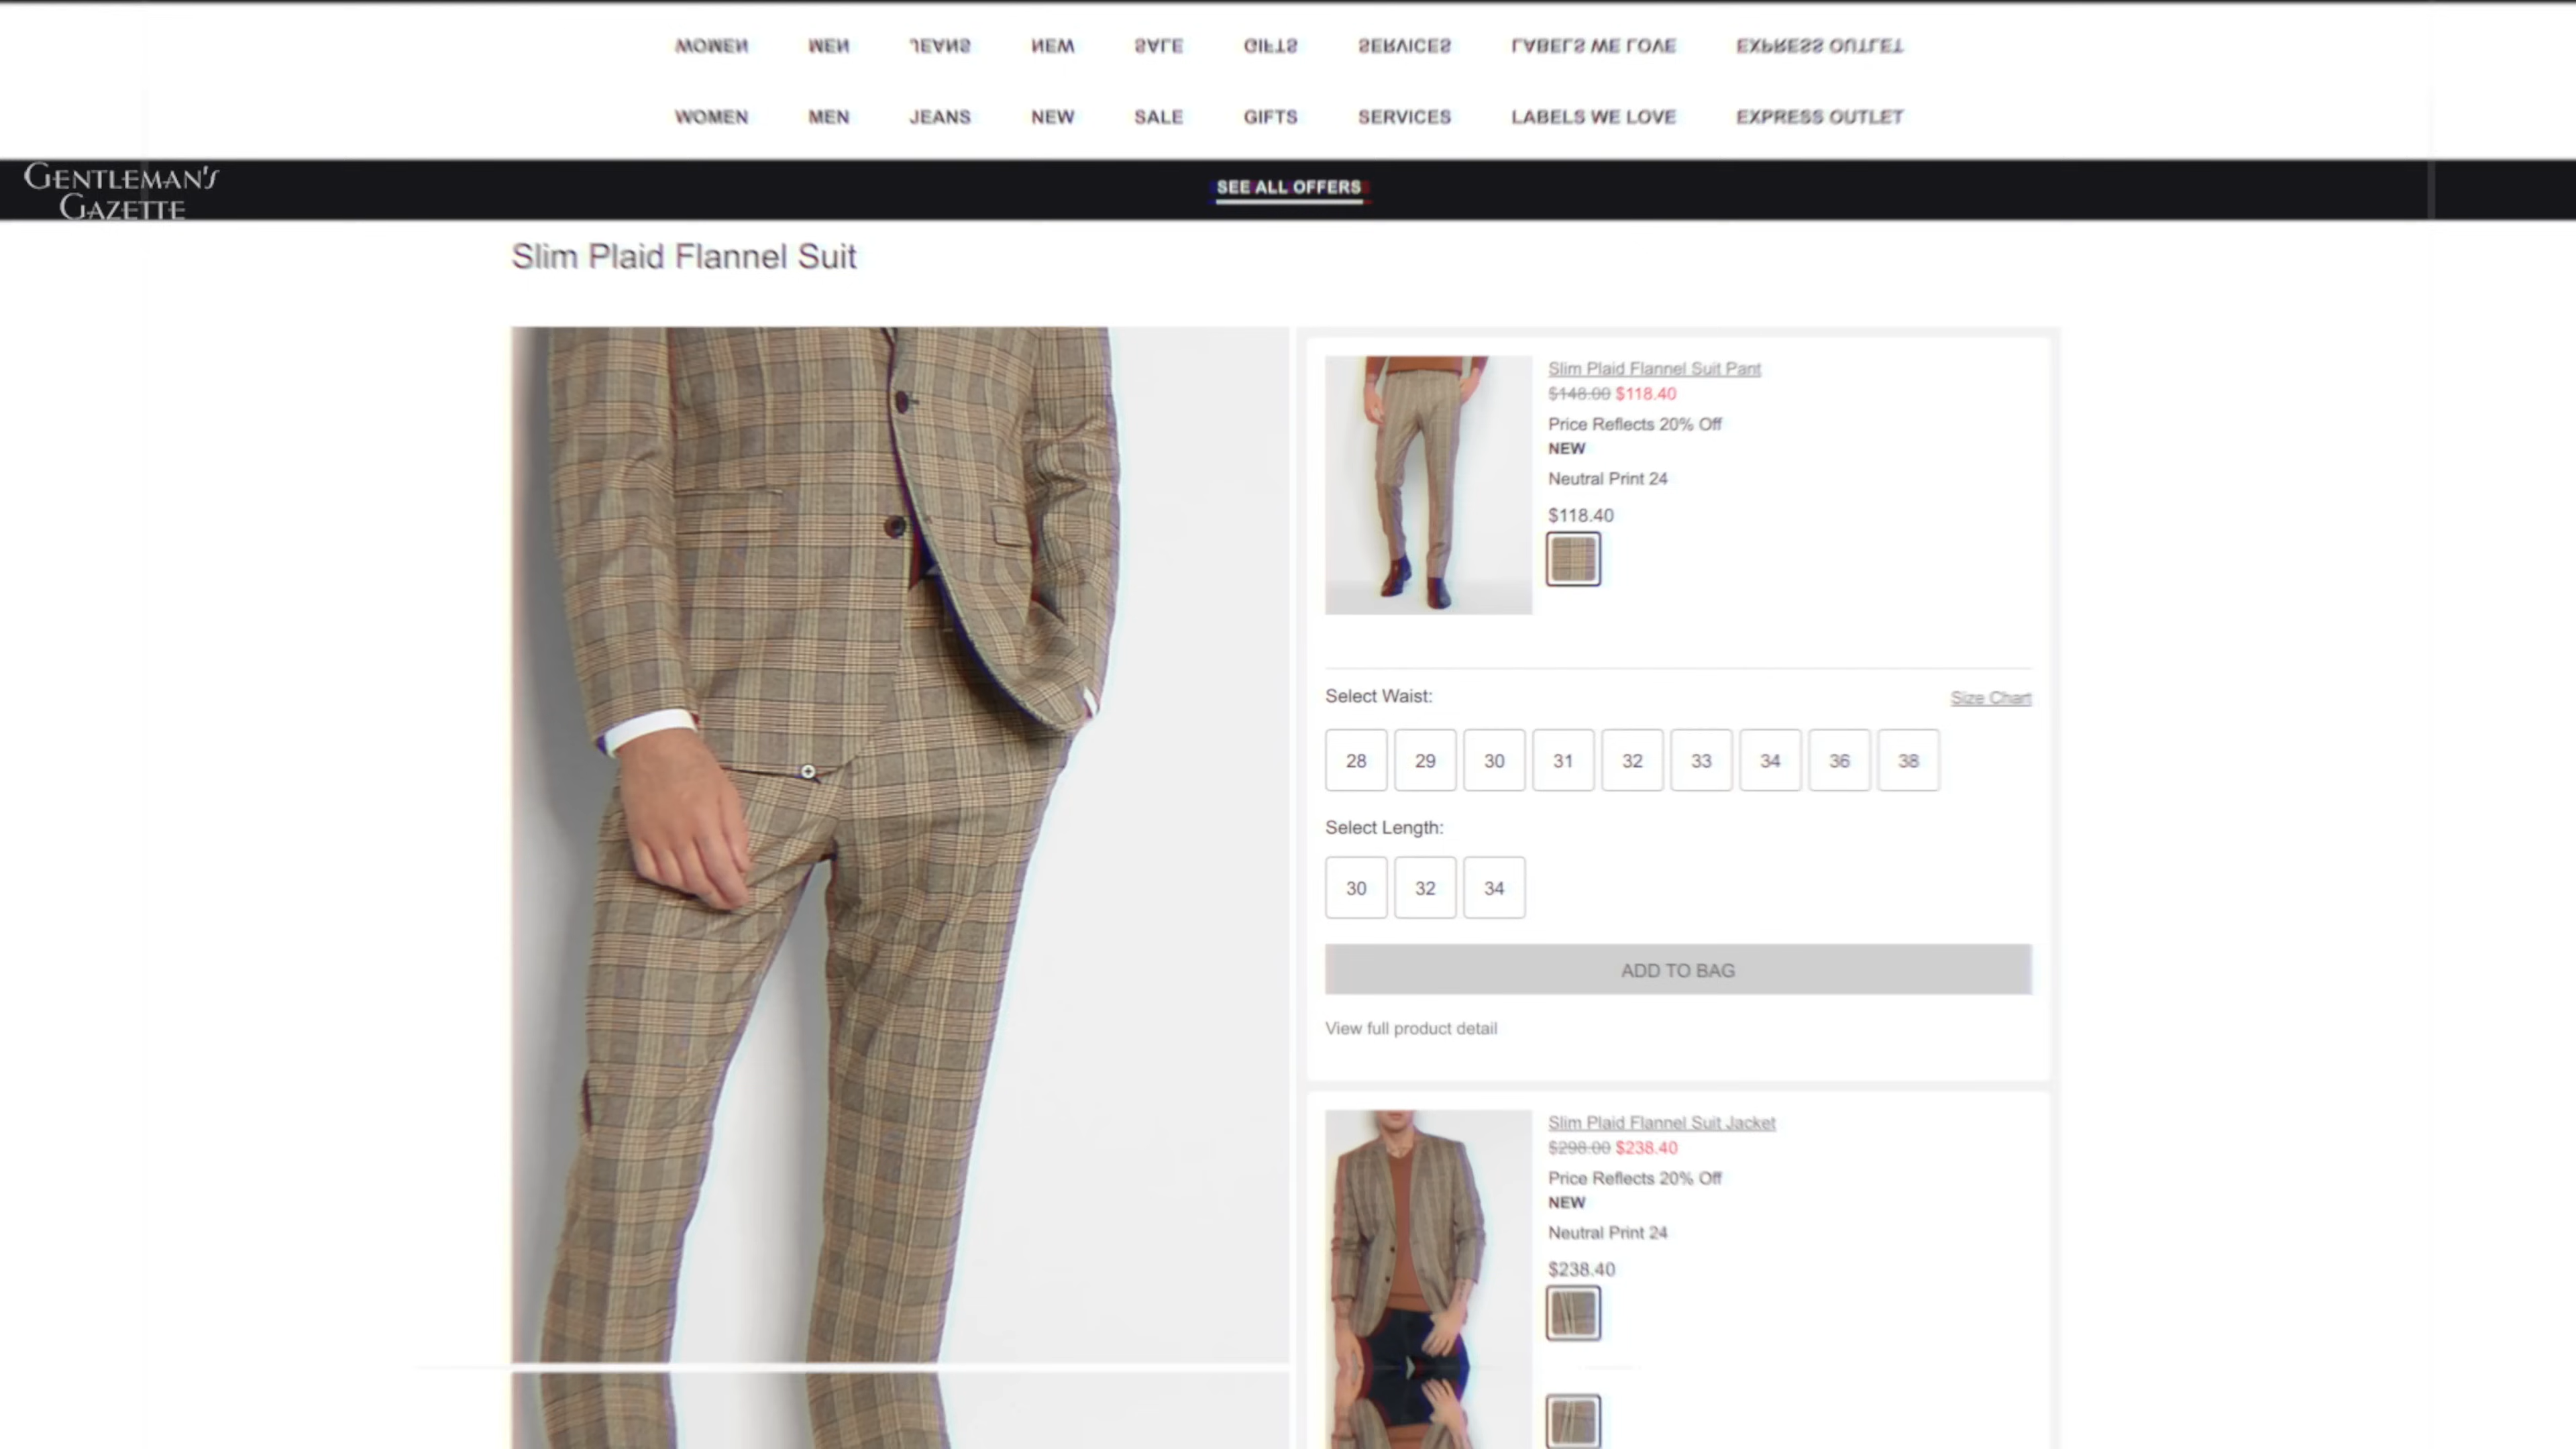 WOMEN MEN JEANS NEW SALE GIFTS SERVICES LABELS WE LOVE EXPRESS OUTLET
WOMEN MEN JEANS NEW SALE GIFTS SERVICES LABELS WE LOVE EXPRESS OUTLET
GENTLEMAN'S
GAZETTE
SEE ALL OFFERS
Slim Plaid Flannel Suit
Slim Plaid Flannel Suit Pant
$148.00 $118.40
Price Reflects 20% Off
NEW
Neutral Print 24
$118.40
Select Waist:
Size Chart
28 29 30 31 32 33 34 36 38
Select Length:
30 32 34
ADD TO BAG
View full product detail
Slim Plaid Flannel Suit Jacket
$298.00 $238.40
Price Reflects 20% Off
NEW
Neutral Print 24
$238.40